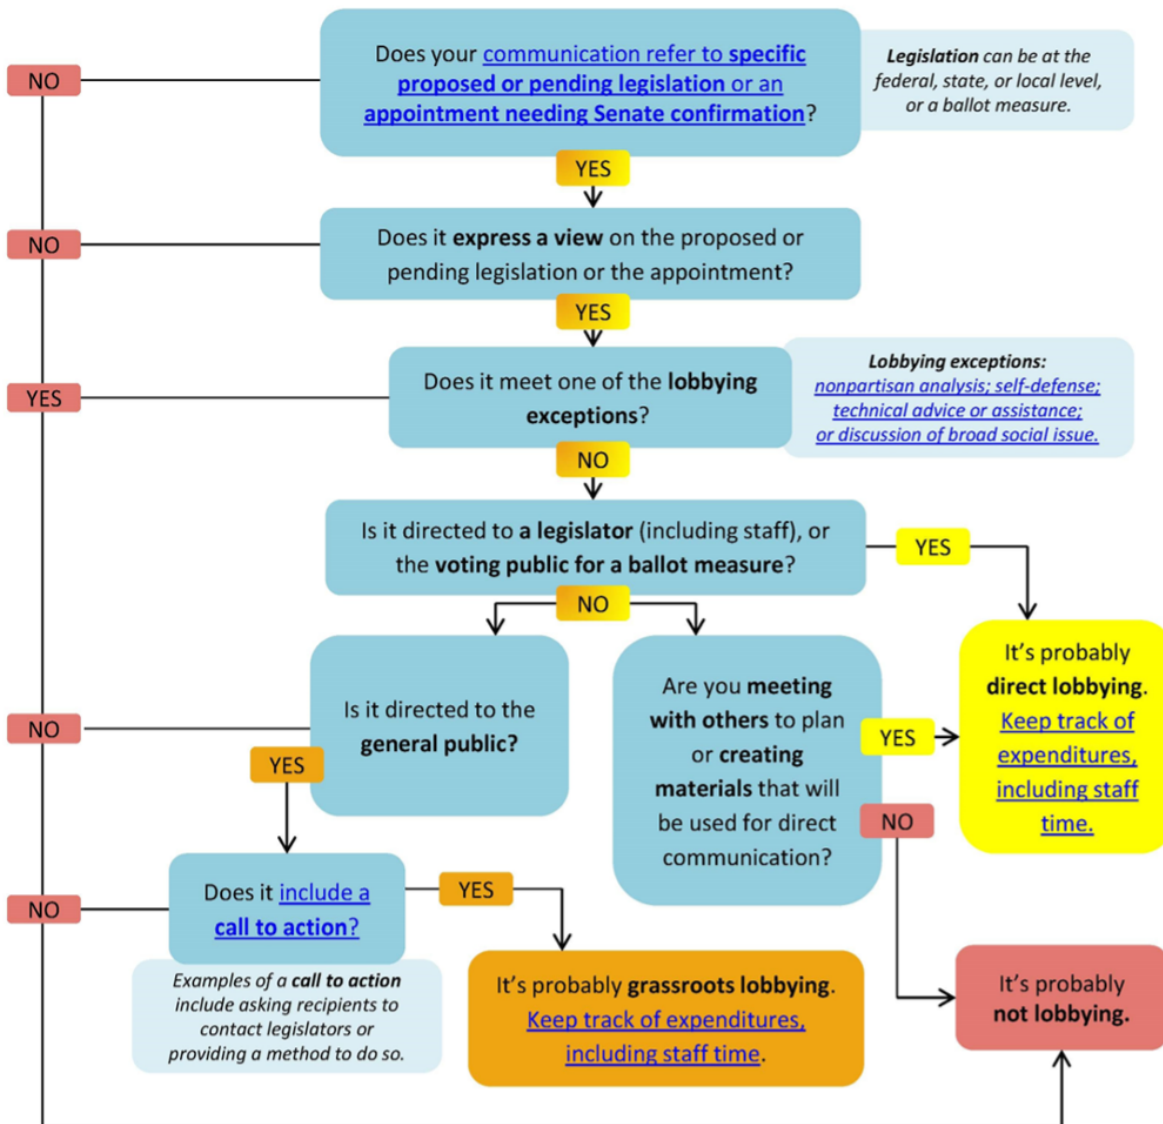 Does your communication refer to specific
proposed or pending legislation or an
appointment needing Senate confirmation?
Legislation can be at the
federal, state, or local level,
or a ballot measure.
NO
YES
Does it express a view on the proposed or
pending legislation or the appointment?
NO
YES
Does it meet one of the lobbying
exceptions?
Lobbying exceptions:
nonpartisan analysis; self-defense;
technical advice or assistance;
or discussion of broad social issue.
YES
NO
Is it directed to a legislator (including staff), or
the voting public for a ballot measure?
YES
NO
Is it directed to the
general public?
NO
YES
Are you meeting
with others to plan
or creating
materials that will
be used for direct
communication?
YES
NO
It's probably
direct lobbying.
Keep track of
expenditures,
including staff
time.
Does it include a
call to action?
NO
YES
Examples of a call to action
include asking recipients to
contact legislators or
providing a method to do so.
It's probably grassroots lobbying.
Keep track of expenditures,
including staff time.
It's probably
not lobbying.